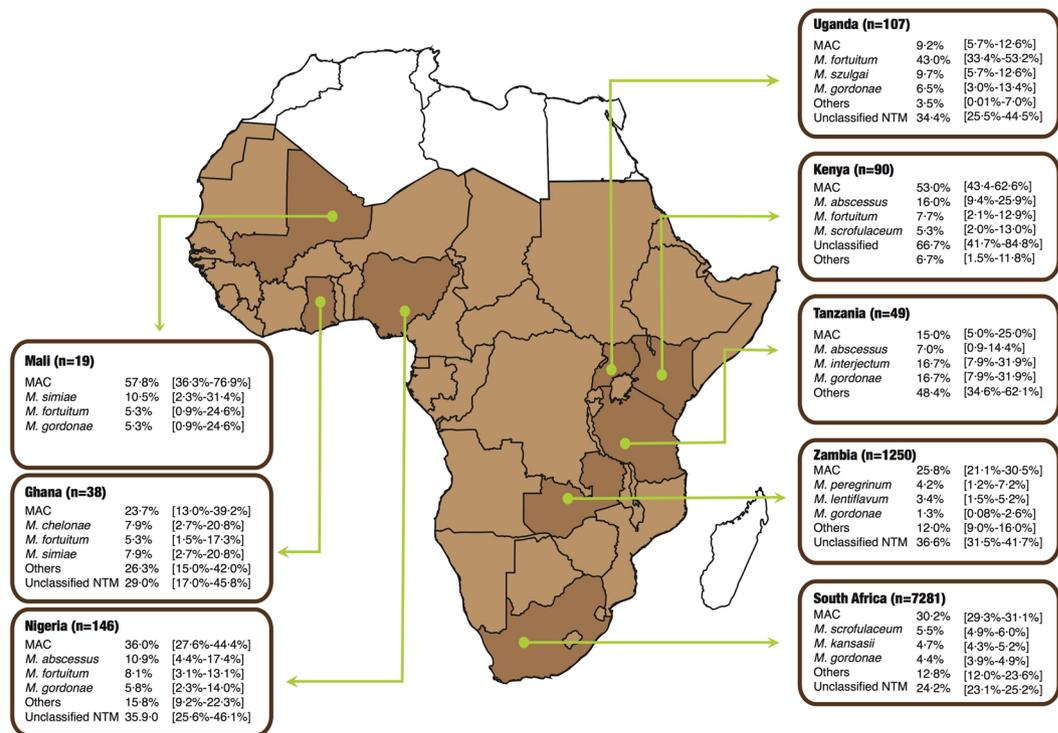 Uganda (n=107)
MAC 9·2% [5·7%-12·6%]
M. fortuitum 43·0% [33·4%-53·2%]
M. szulgai 9·7% [5·7%-12·6%]
M. gordonae 6·5% [3·0%-13·4%]
Others 3·5% [0·01%-7·0%]
Unclassified NTM 34·4% [25·5%-44·5%]
Kenya (n=90)
MAC 53·0% [43·4-62·6%]
M. abscessus 16·0% [9·4%-25·9%]
M. fortuitum 7·7% [2·1%-12·9%]
M. scrofulaceum 5·3% [2·0%-13·0%]
Unclassified 66·7% [41·7%-84·8%]
Others 6·7% [1·5%-11·8%]
Tanzania (n=49)
MAC 15·0% [5·0%-25·0%]
M. abscessus 7·0% [0·9-14·4%]
M. interjectum 16·7% [7·9%-31·9%]
M. gordonae 16·7% [7·9%-31·9%]
Others 48·4% [34·6%-62·1%]
Mali (n=19)
MAC 57·8% [36·3%-76·9%]
M. simiae 10·5% [2·3%-31·4%]
M. fortuitum 5·3% [0·9%-24·6%]
M. gordonae 5·3% [0·9%-24·6%]
Zambia (n=1250)
MAC 25·8% [21·1%-30·5%]
M. peregrinum 4·2% [1·2%-7·2%]
M. lentiflavum 3·4% [1·5%-5·2%]
M. gordonae 1·3% [0·08%-2·6%]
Others 12·0% [9·0%-16·0%]
Unclassified NTM 36·6% [31·5%-41·7%]
Ghana (n=38)
MAC 23·7% [13·0%-39·2%]
M. chelonae 7·9% [2·7%-20·8%]
M. fortuitum 5·3% [1·5%-17·3%]
M. simiae 7·9% [2·7%-20·8%]
Others 26·3% [15·0%-42·0%]
Unclassified NTM 29·0% [17·0%-45·8%]
South Africa (n=7281)
MAC 30·2% [29·3%-31·1%]
M. scrofulaceum 5·5% [4·9%-6·0%]
M. kansasii 4·7% [4·3%-5·2%]
M. gordonae 4·4% [3·9%-4·9%]
Others 12·8% [12·0%-23·6%]
Unclassified NTM 24·2% [23·1%-25·2%]
Nigeria (n=146)
MAC 36·0% [27·6%-44·4%]
M. abscessus 10·9% [4·4%-17·4%]
M. fortuitum 8·1% [3·1%-13·1%]
M. gordonae 5·8% [2·3%-14·0%]
Others 15·8% [9·2%-22·3%]
Unclassified NTM 35·9·0 [25·6%-46·1%]